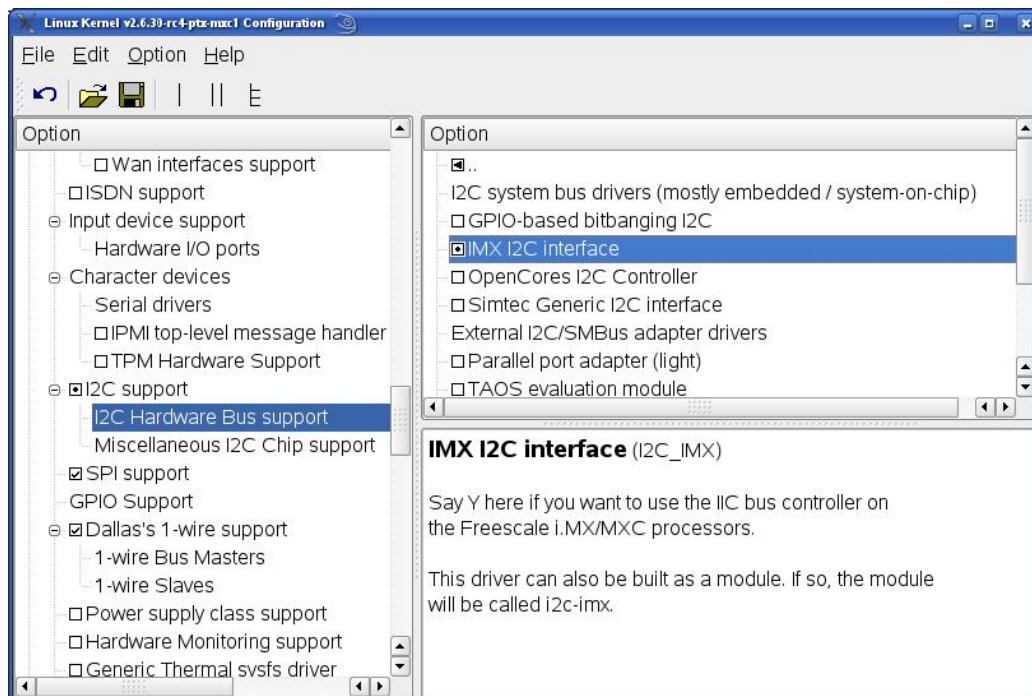 Linux Kernel v2.6.30-rc4-ptx-mxc1 Configuration
File Edit Option Help
Option
Wan interfaces support
ISDN support
Input device support
Hardware I/O ports
Character devices
Serial drivers
IPMI top-level message handler
TPM Hardware Support
I2C support
I2C Hardware Bus support
Miscellaneous I2C Chip support
SPI support
GPIO Support
Dallas's 1-wire support
1-wire Bus Masters
1-wire Slaves
Power supply class support
Hardware Monitoring support
Generic Thermal sysfs driver
Option
..
I2C system bus drivers (mostly embedded / system-on-chip)
GPIO-based bitbanging I2C
IMX I2C interface
OpenCores I2C Controller
Simtec Generic I2C interface
External I2C/SMBus adapter drivers
Parallel port adapter (light)
TAOS evaluation module
IMX I2C interface (I2C_IMX)
Say Y here if you want to use the IIC bus controller on
the Freescale i.MX/MXC processors.
This driver can also be built as a module. If so, the module
will be called i2c-imx.